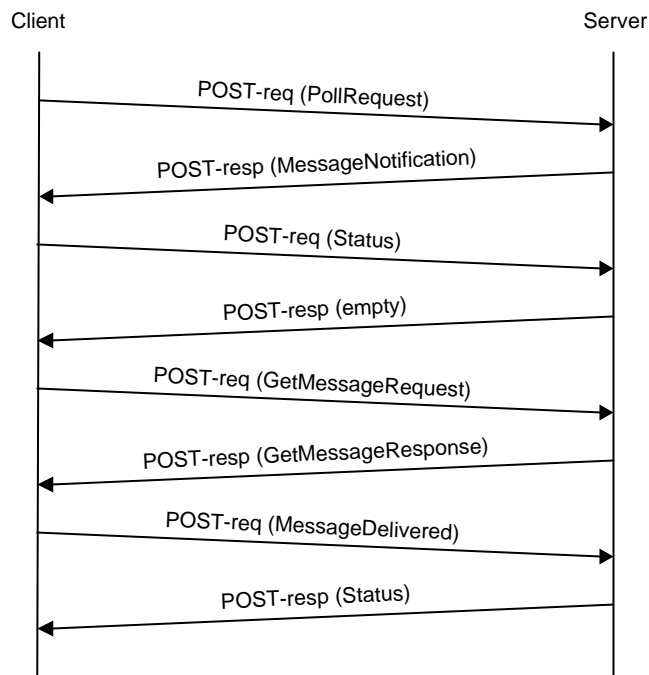 Client
Server
POST-req (PollRequest)
POST-resp (MessageNotification)
POST-req (Status)
POST-resp (empty)
POST-req (GetMessageRequest)
POST-resp (GetMessageResponse)
POST-req (MessageDelivered)
POST-resp (Status)